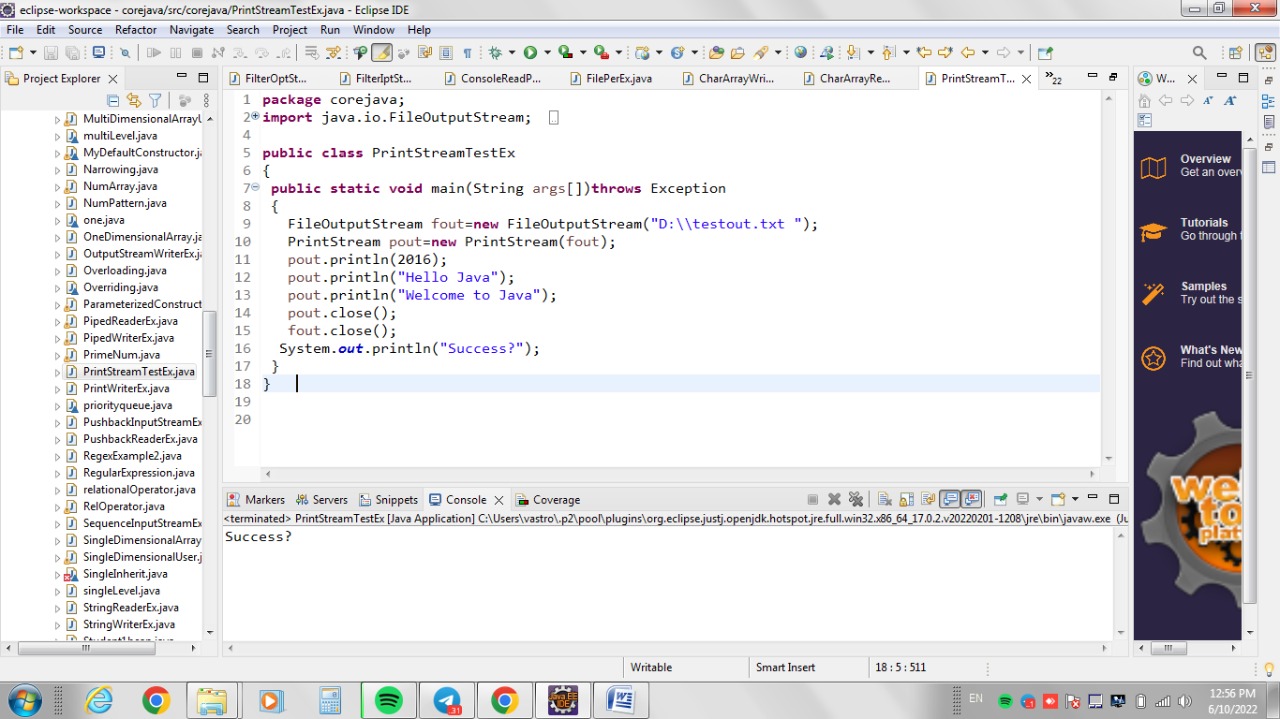 eclipse-workspace - corejava/src/corejava/PrintStreamTestEx.java - Eclipse IDE
File Edit Source Refactor Navigate Search Project Run Window Help
Project Explorer
FilterOptSt... FilterIptSt... ConsoleReadP... FilePerEx.java CharArrayWri... CharArrayRe... PrintStreamT... »22
W...
MultiDimensionalArrayU
multiLevel.java
MyDefaultConstructor.ja
Narrowing.java
NumArray.java
NumPattern.java
one.java
OneDimensionalArray.ja
OutputStreamWriterEx.ja
Overloading.java
Overriding.java
ParameterizedConstruct
PipedReaderEx.java
PipedWriterEx.java
PrimeNum.java
PrintStreamTestEx.java
PrintWriterEx.java
priorityqueue.java
PushbackInputStreamEx
PushbackReaderEx.java
RegexExample2.java
RegularExpression.java
relationalOperator.java
RelOperator.java
SequenceInputStreamEx
SingleDimensionalArray
SingleDimensionalUser.j
SingleInherit.java
singleLevel.java
StringReaderEx.java
StringWriterEx.java
1 package corejava;
2 import java.io.FileOutputStream;
4
5 public class PrintStreamTestEx
6 {
7 public static void main(String args[])throws Exception
8 {
9 FileOutputStream fout=new FileOutputStream("D:\\testout.txt ");
10 PrintStream pout=new PrintStream(fout);
11 pout.println(2016);
12 pout.println("Hello Java");
13 pout.println("Welcome to Java");
14 pout.close();
15 fout.close();
16 System.out.println("Success?");
17 }
18 }
19
20
Overview
Get an overv
Tutorials
Go through t
Samples
Try out the s
What's New
Find out wha
Markers Servers Snippets Console Coverage
<terminated> PrintStreamTestEx [Java Application] C:\Users\vastro\.p2\pool\plugins\org.eclipse.justj.openjdk.hotspot.jre.full.win32.x86_64_17.0.2.v20220201-1208\jre\bin\javaw.exe (Ju
Success?
Writable Smart Insert 18 : 5 : 511
31
Java EE
IDE
EN
12:56 PM
6/10/2022